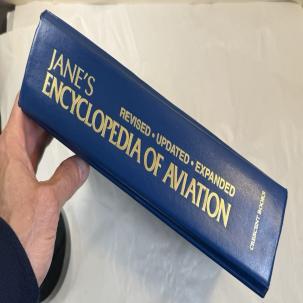 JANE'S
ENCYCLOPEDIA OF AVIATION
REVISED • UPDATED • EXPANDED
CRESCENT BOOKS